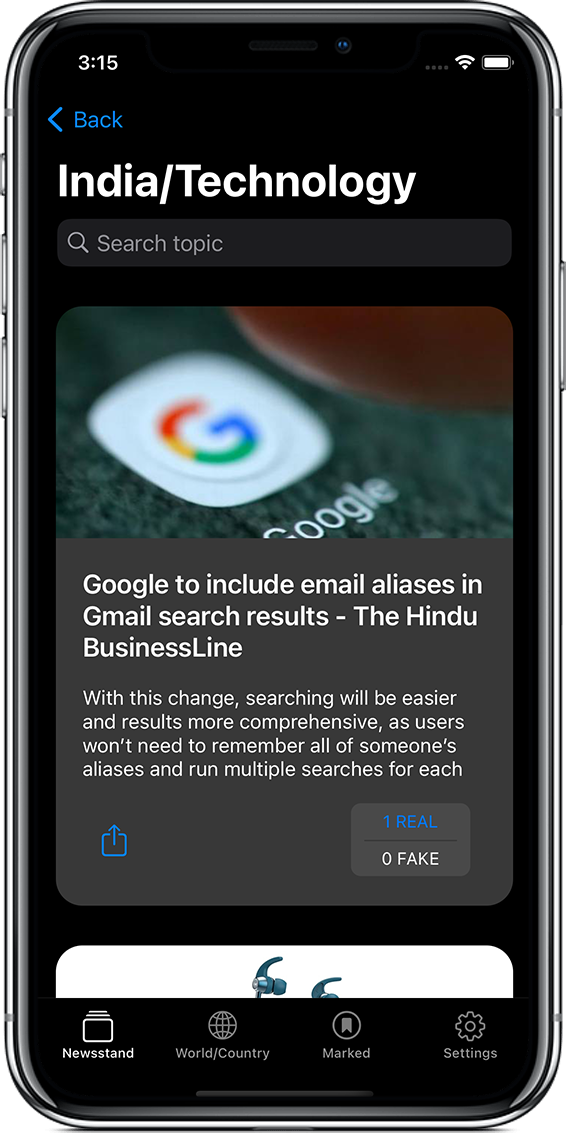 3:15
Back
India/Technology
Search topic
Google
Google to include email aliases in
Gmail search results - The Hindu
BusinessLine
With this change, searching will be easier
and results more comprehensive, as users
won’t need to remember all of someone’s
aliases and run multiple searches for each
1 REAL
0 FAKE
Newsstand
World/Country
Marked
Settings